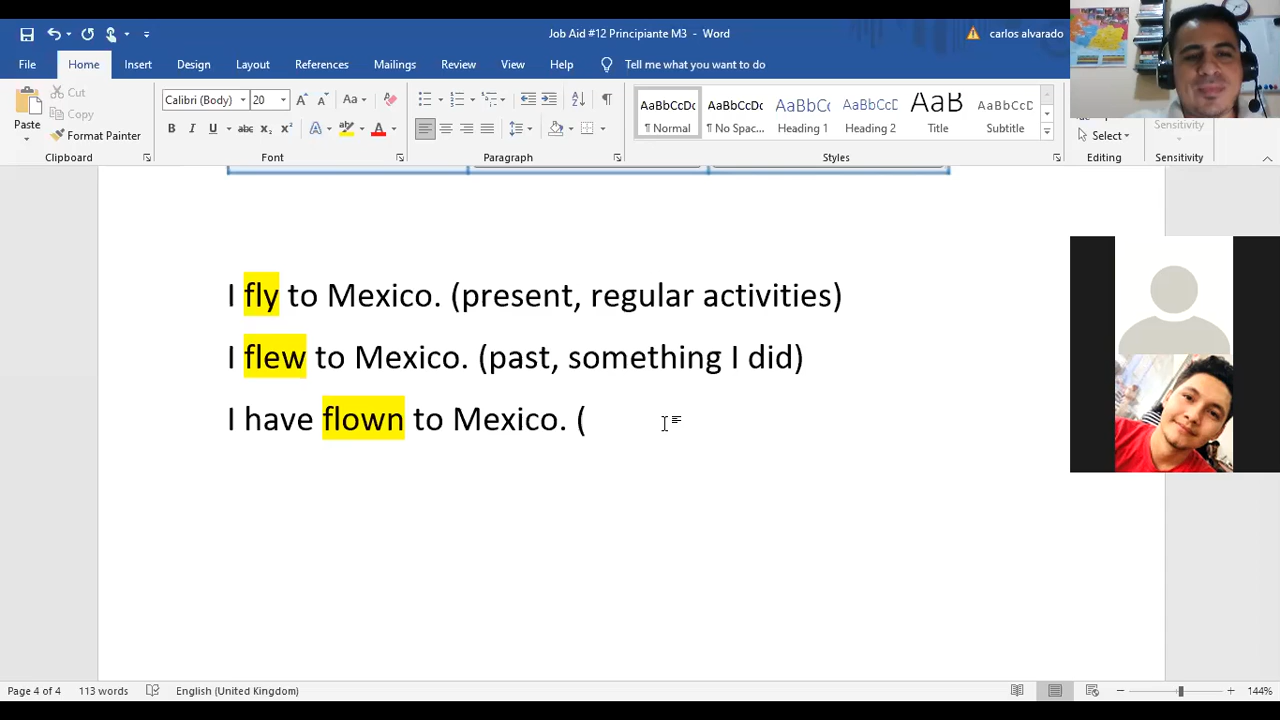 Job Aid #12 Principiante M3 - Word
carlos alvarado
File Home Insert Design Layout References Mailings Review View Help Tell me what you want to do
Paste
Cut
Copy
Format Painter
Clipboard
Calibri (Body) 20
Font
Paragraph
AaBbCcDc AaBbCcDc AaBbCc AaBbCcD AaB AaBbCcD
¶ Normal ¶ No Spac... Heading 1 Heading 2 Title Subtitle
Styles
Select
Editing
Sensitivity
Sensitivity
I fly to Mexico. (present, regular activities)
I flew to Mexico. (past, something I did)
I have flown to Mexico. (
Page 4 of 4 113 words English (United Kingdom) 144%